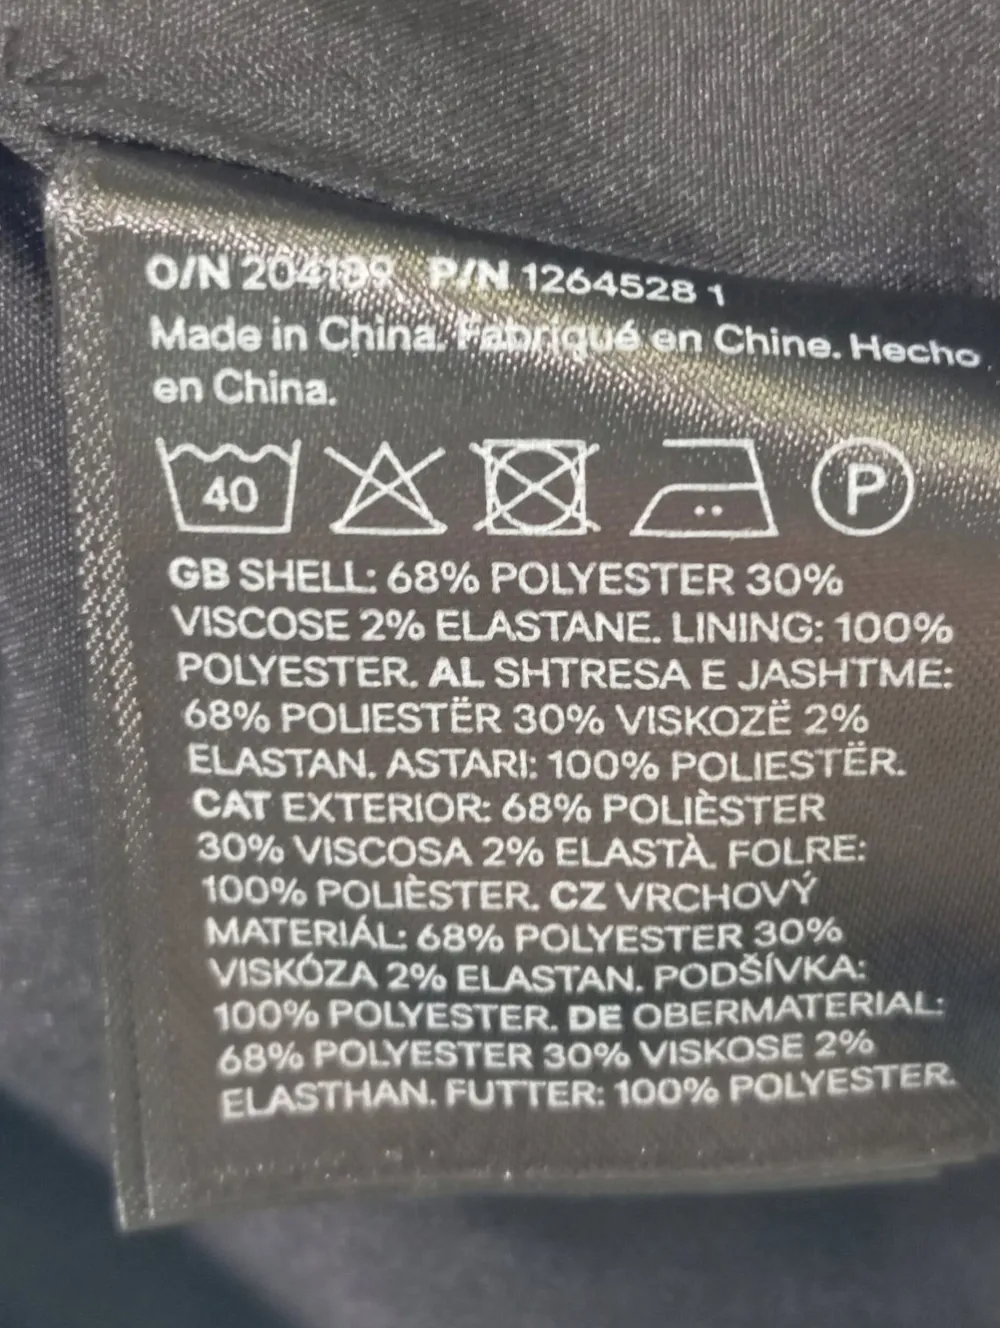 O/N 204189 P/N 1264528 1
Made in China. Fabriqué en Chine. Hecho
en China.
40 P
GB SHELL: 68% POLYESTER 30%
VISCOSE 2% ELASTANE. LINING: 100%
POLYESTER. AL SHTRESA E JASHTME:
68% POLIESTËR 30% VISKOZË 2%
ELASTAN. ASTARI: 100% POLIESTËR.
CAT EXTERIOR: 68% POLIÈSTER
30% VISCOSA 2% ELASTÀ. FOLRE:
100% POLIÈSTER. CZ VRCHOVÝ
MATERIÁL: 68% POLYESTER 30%
VISKÓZA 2% ELASTAN. PODŠÍVKA:
100% POLYESTER. DE OBERMATERIAL:
68% POLYESTER 30% VISKOSE 2%
ELASTHAN. FUTTER: 100% POLYESTER.